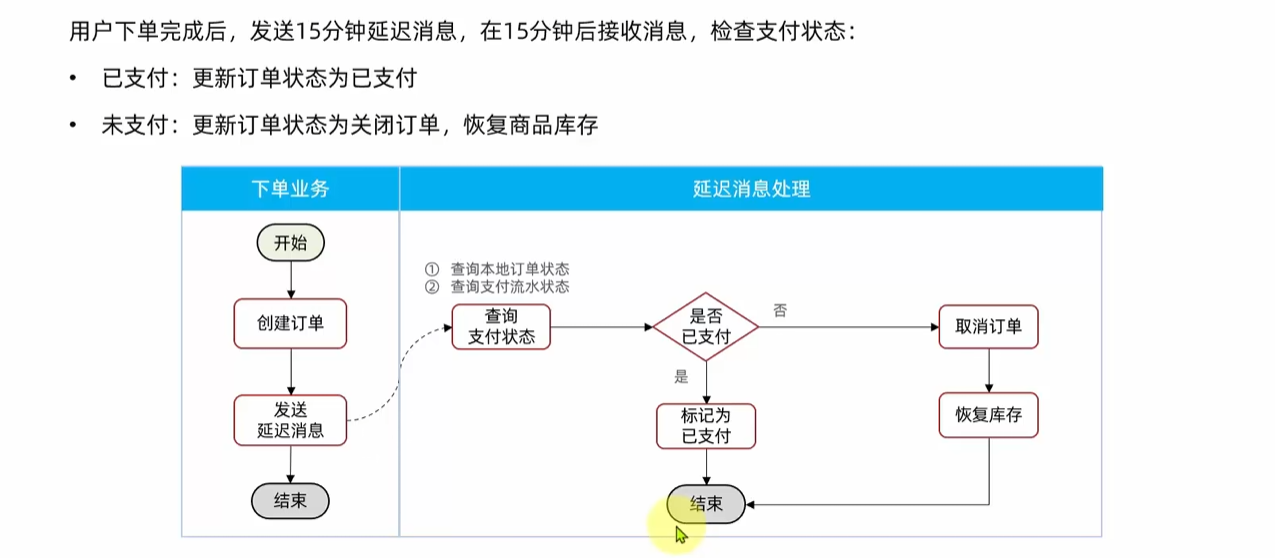 用户下单完成后，发送15分钟延迟消息，在15分钟后接收消息，检查支付状态：
• 已支付：更新订单状态为已支付
• 未支付：更新订单状态为关闭订单，恢复商品库存
下单业务
延迟消息处理
开始
创建订单
发送
延迟消息
结束
① 查询本地订单状态
② 查询支付流水状态
查询
支付状态
是否
已支付
否
取消订单
是
标记为
已支付
恢复库存
结束